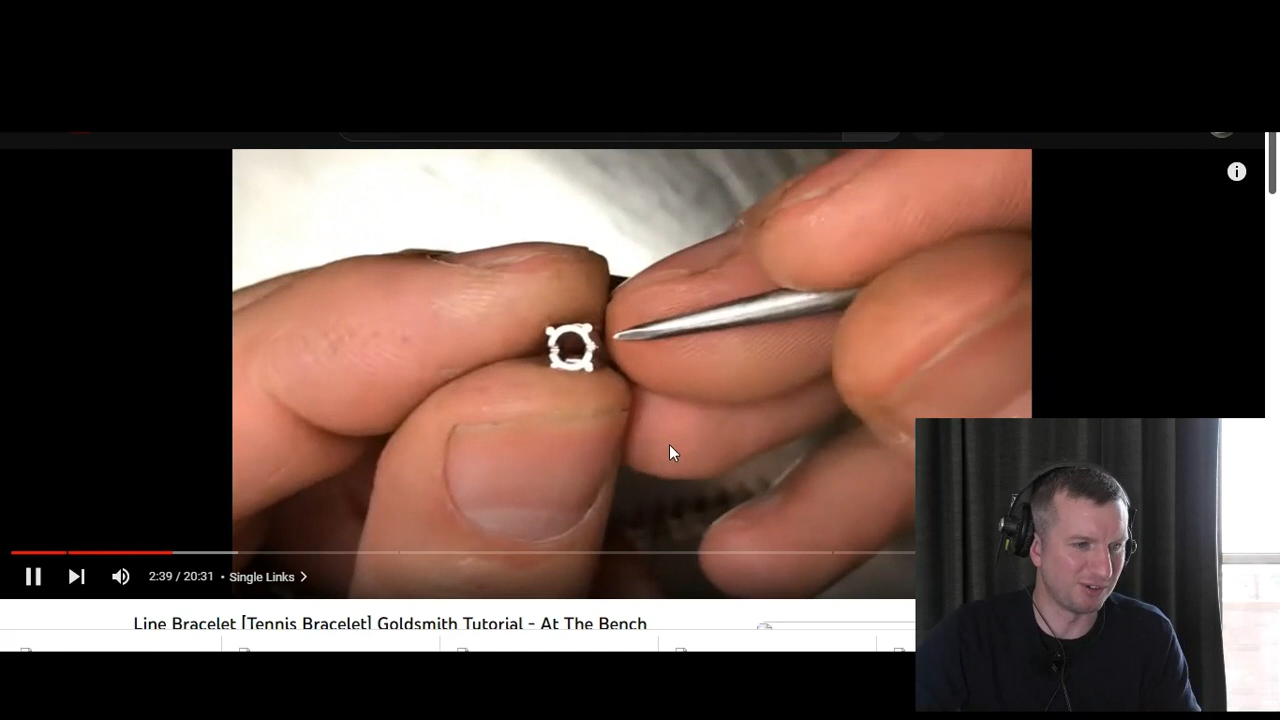 2:39 / 20:31 • Single Links >
Line Bracelet [Tennis Bracelet] Goldsmith Tutorial - At The Bench